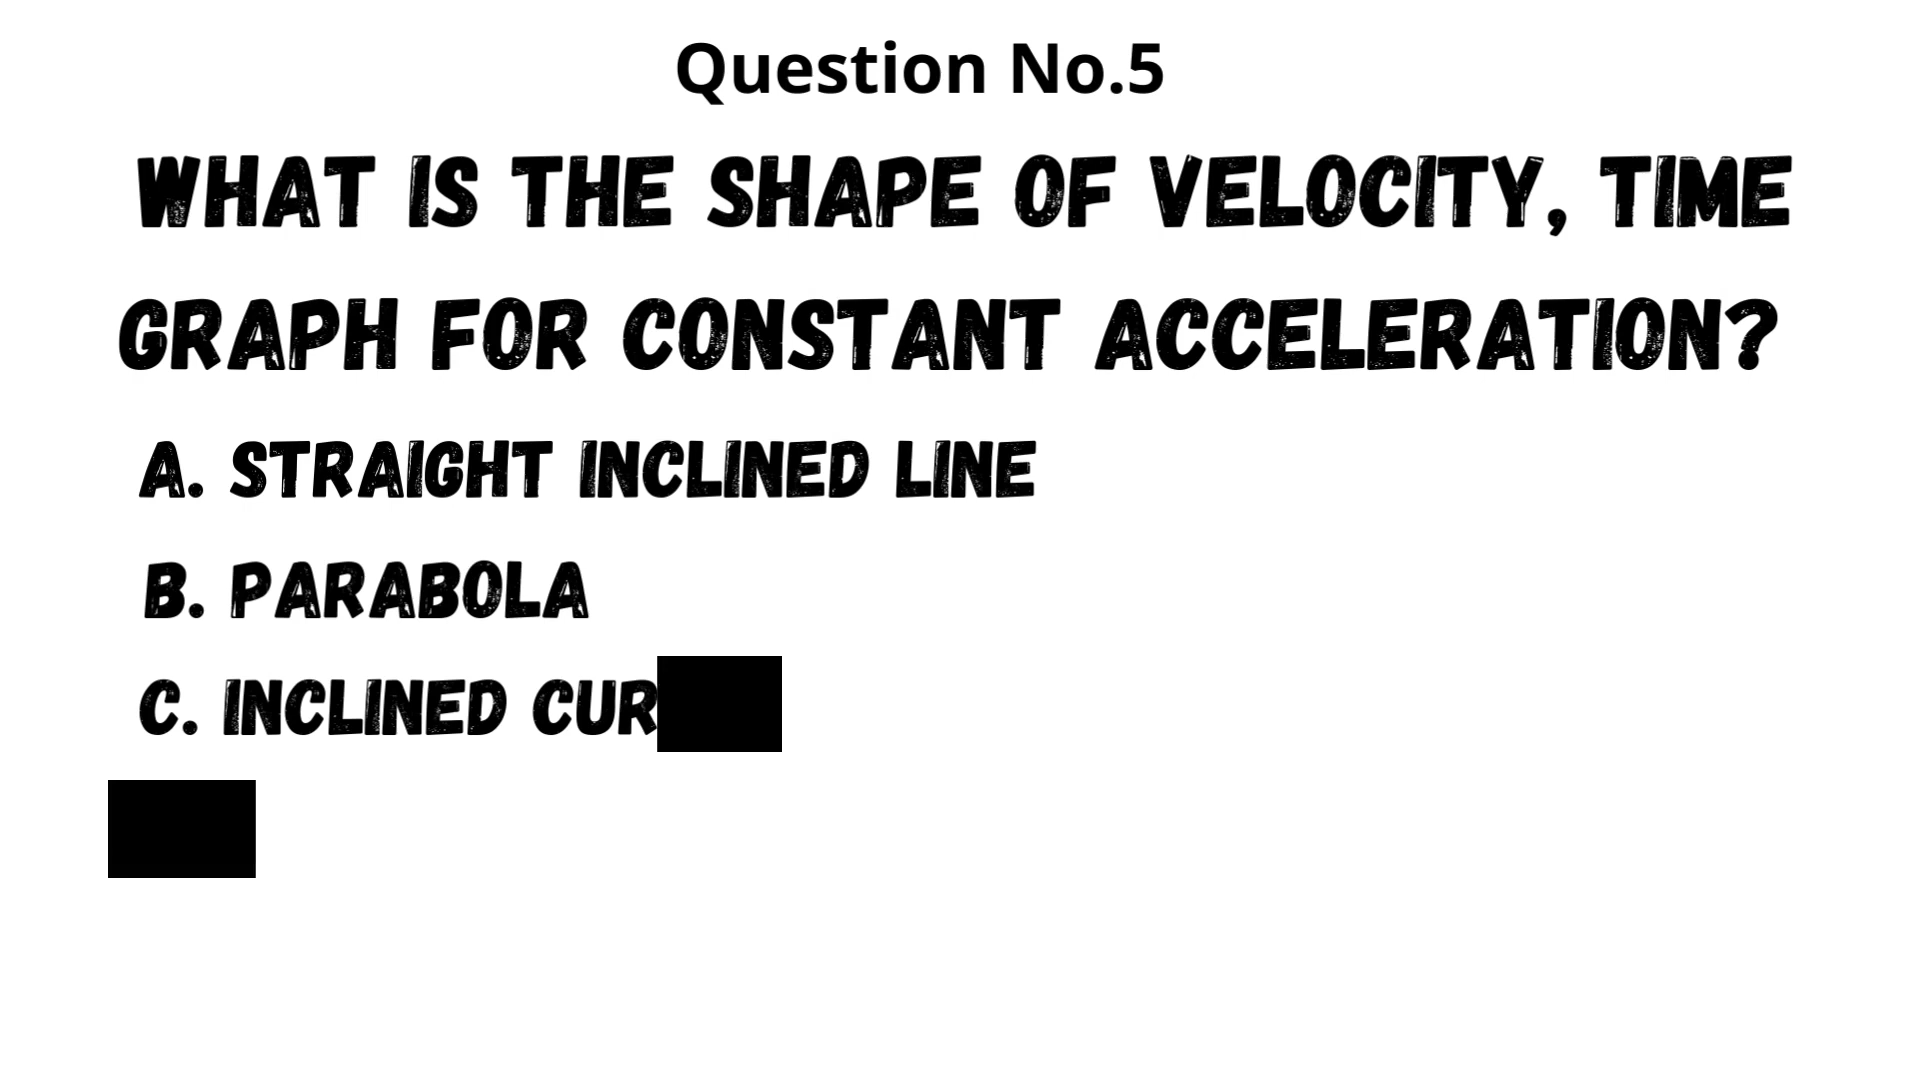 Question No.5
WHAT IS THE SHAPE OF VELOCITY, TIME
GRAPH FOR CONSTANT ACCELERATION?
A. STRAIGHT INCLINED LINE
B. PARABOLA
C. INCLINED